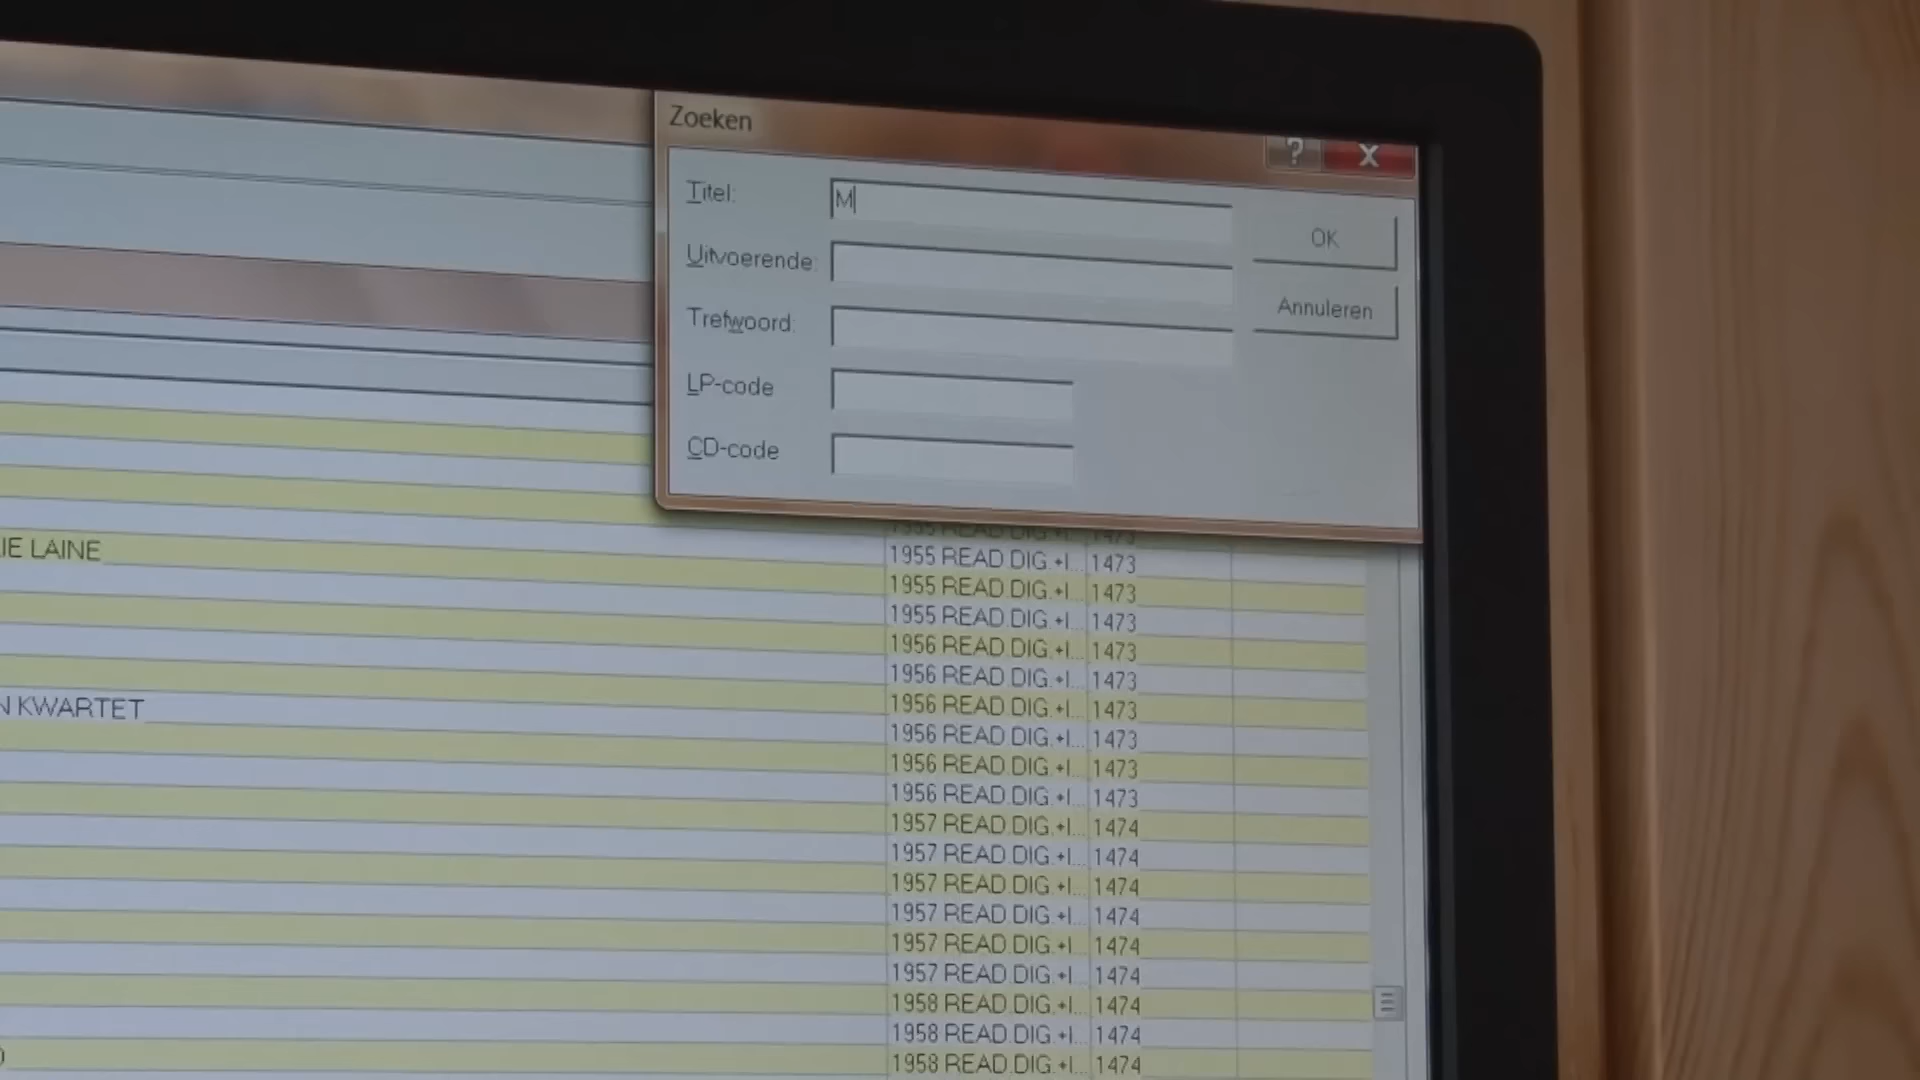 Zoeken
?
X
Titel: M
Uitvoerende:
Trefwoord:
LP-code
CD-code
OK
Annuleren
1955 READ.DIG.+I... 1473
IE LAINE 1955 READ.DIG.+I... 1473
1955 READ.DIG.+I... 1473
1955 READ.DIG.+I... 1473
1956 READ.DIG.+I... 1473
1956 READ.DIG.+I... 1473
1956 READ.DIG.+I... 1473
N KWARTET 1956 READ.DIG.+I... 1473
1956 READ.DIG.+I... 1473
1956 READ.DIG.+I... 1473
1957 READ.DIG.+I... 1474
1957 READ.DIG.+I... 1474
1957 READ.DIG.+I... 1474
1957 READ.DIG.+I... 1474
1957 READ.DIG.+I... 1474
1957 READ.DIG.+I... 1474
1958 READ.DIG.+I... 1474
1958 READ.DIG.+I... 1474
1958 READ.DIG.+I... 1474